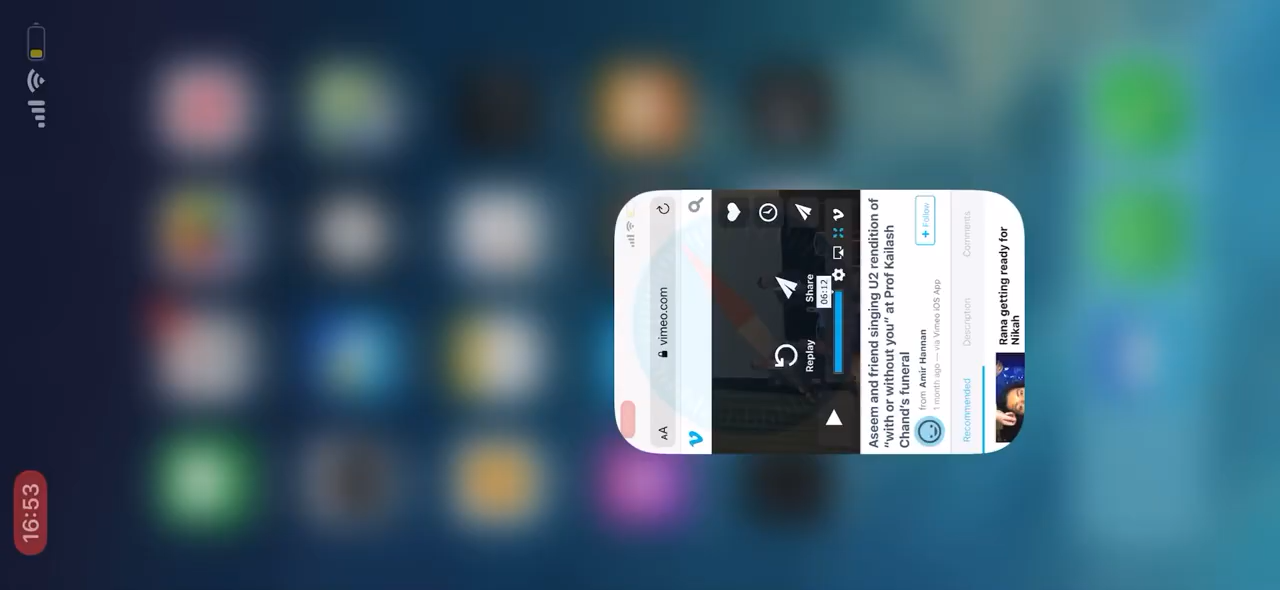 16:53
AA
vimeo.com
Replay
Share
06:12
Aseem and friend singing U2 rendition of
“with or without you” at Prof Kailash
Chand’s funeral
from Amir Hannan
1 month ago — via Vimeo iOS App
+ Follow
Recommended
Description
Comments
Rana getting ready for
Nikah